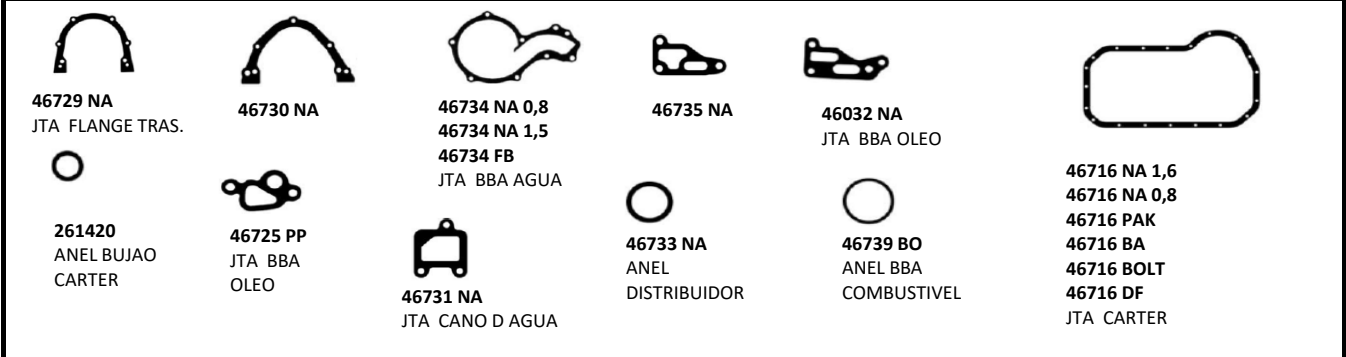 46729 NA
JTA FLANGE TRAS.
46730 NA
46734 NA 0,8
46734 NA 1,5
46734 FB
JTA BBA AGUA
46735 NA
46032 NA
JTA BBA OLEO
46716 NA 1,6
46716 NA 0,8
46716 PAK
46716 BA
46716 BOLT
46716 DF
JTA CARTER
261420
ANEL BUJAO
CARTER
46725 PP
JTA BBA
OLEO
46731 NA
JTA CANO D AGUA
46733 NA
ANEL
DISTRIBUIDOR
46739 BO
ANEL BBA
COMBUSTIVEL